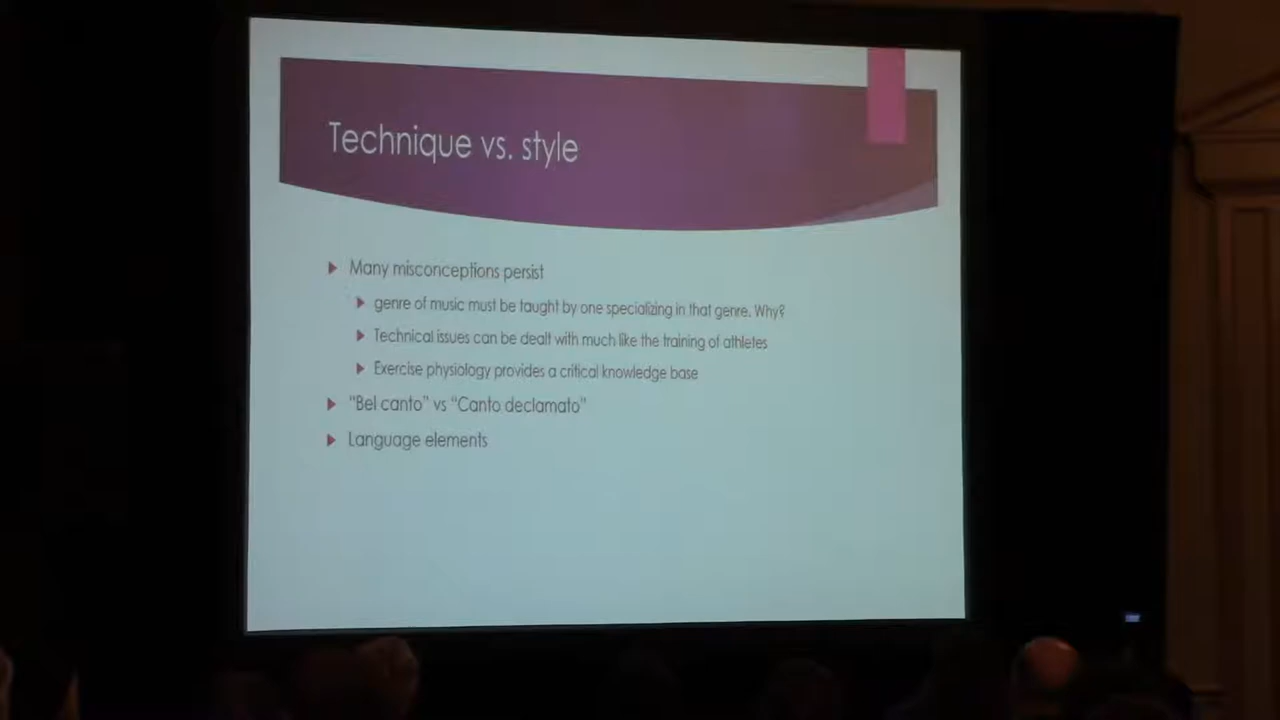 Technique vs. style
Many misconceptions persist
genre of music must be taught by one specializing in that genre. Why?
Technical issues can be dealt with much like the training of athletes
Exercise physiology provides a critical knowledge base
"Bel canto" vs "Canto declamato"
Language elements